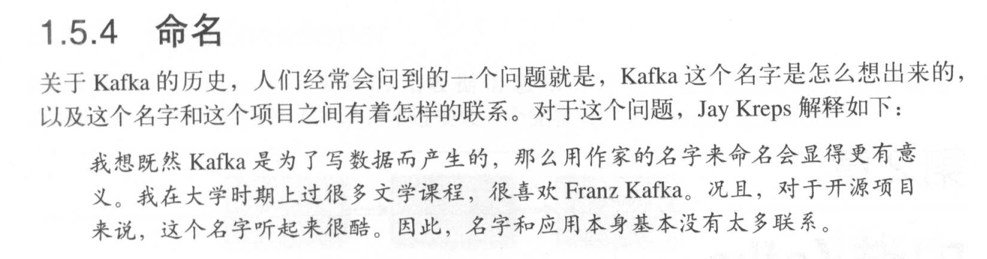 1.5.4 命名
关于 Kafka 的历史，人们经常会问到的一个问题就是，Kafka 这个名字是怎么想出来的，
以及这个名字和这个项目之间有着怎样的联系。对于这个问题，Jay Kreps 解释如下：
我想既然 Kafka 是为了写数据而产生的，那么用作家的名字来命名会显得更有意
义。我在大学时期上过很多文学课程，很喜欢 Franz Kafka。况且，对于开源项目
来说，这个名字听起来很酷。因此，名字和应用本身基本没有太多联系。